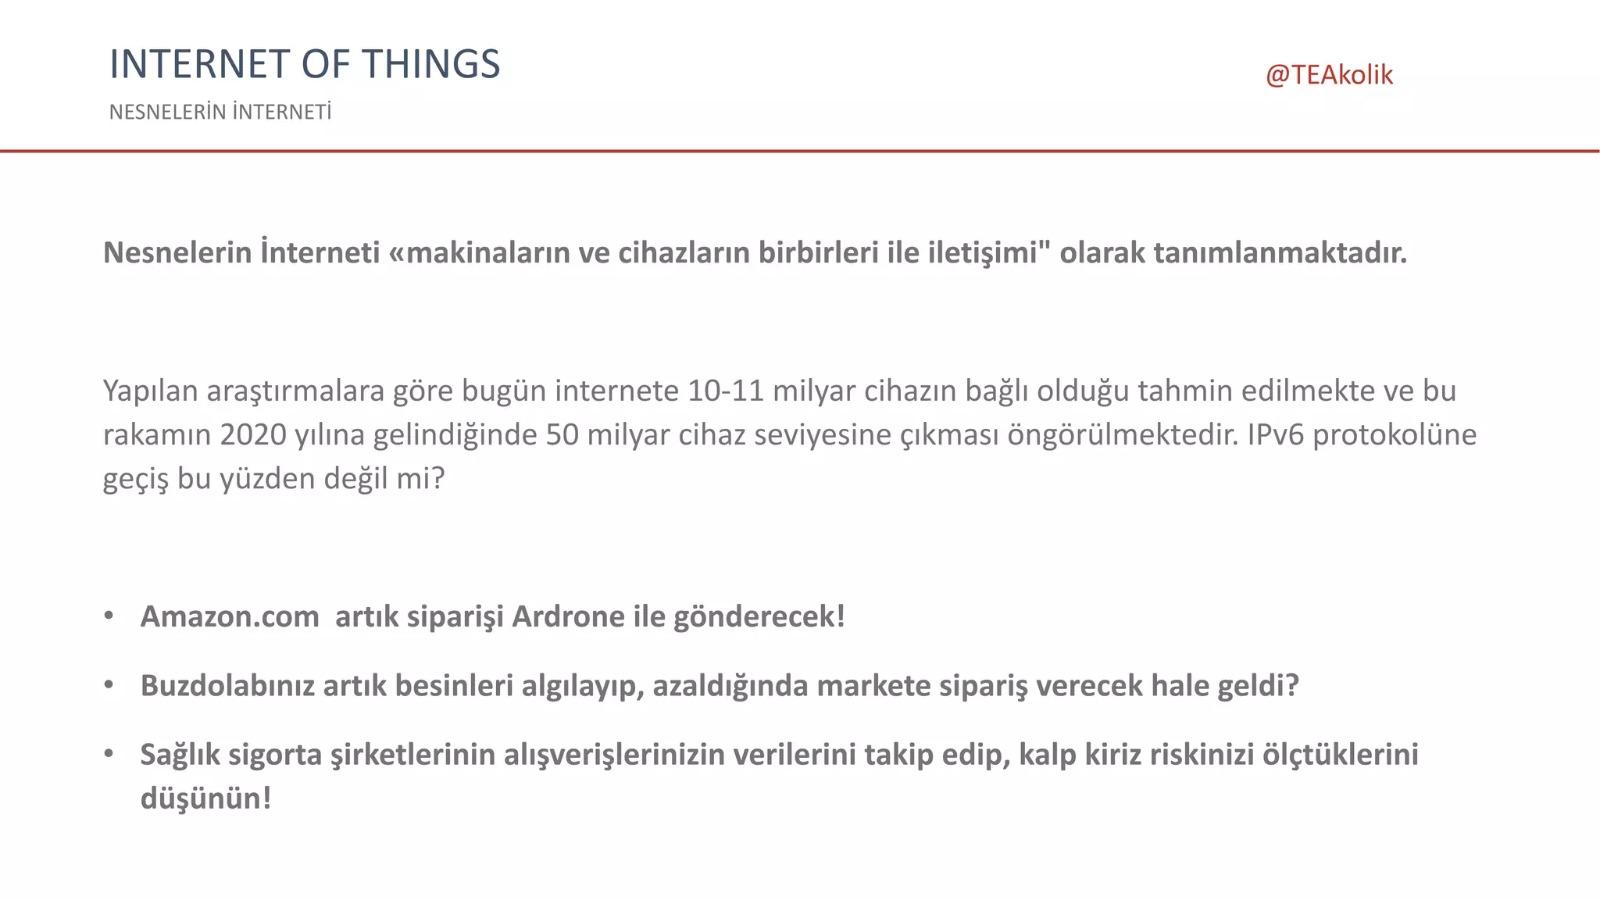 INTERNET OF THINGS
@TEAkolik
NESNELERİN İNTERNETİ
Nesnelerin İnterneti «makinaların ve cihazların birbirleri ile iletişimi" olarak tanımlanmaktadır.
Yapılan araştırmalara göre bugün internete 10-11 milyar cihazın bağlı olduğu tahmin edilmekte ve bu
rakamın 2020 yılına gelindiğinde 50 milyar cihaz seviyesine çıkması öngörülmektedir. IPv6 protokolüne
geçiş bu yüzden değil mi?
• Amazon.com  artık siparişi Ardrone ile gönderecek!
• Buzdolabınız artık besinleri algılayıp, azaldığında markete sipariş verecek hale geldi?
• Sağlık sigorta şirketlerinin alışverişlerinizin verilerini takip edip, kalp kiriz riskinizi ölçtüklerini
düşünün!